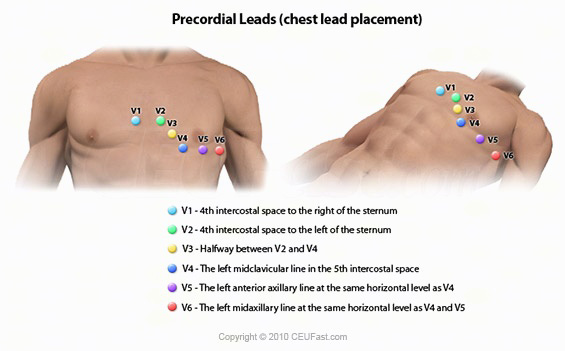 Precordial Leads (chest lead placement)
V1 V2
V3
V4 V5 V6
V1
V2
V3
V4
V5
V6
V1 - 4th intercostal space to the right of the sternum
V2 - 4th intercostal space to the left of the sternum
V3 - Halfway between V2 and V4
V4 - The left midclavicular line in the 5th intercostal space
V5 - The left anterior axillary line at the same horizontal level as V4
V6 - The left midaxillary line at the same horizontal level as V4 and V5
Copyright © 2010 CEUFast.com